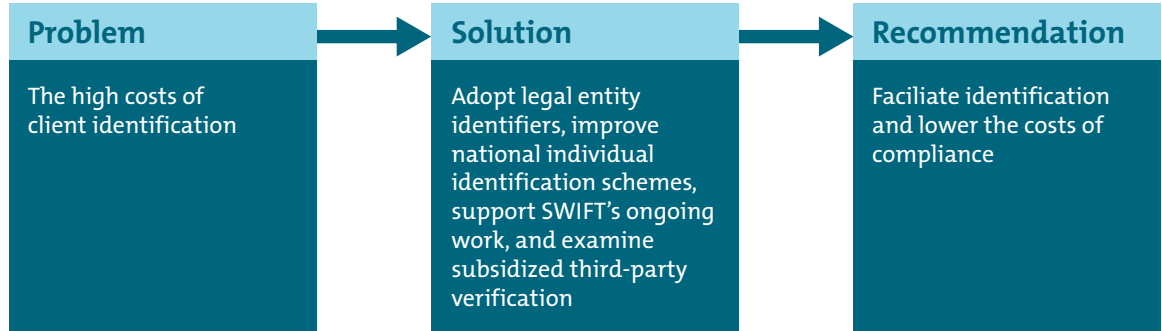 Problem
The high costs of
client identification
Solution
Adopt legal entity
identifiers, improve
national individual
identification schemes,
support SWIFT’s ongoing
work, and examine
subsidized third-party
verification
Recommendation
Faciliate identification
and lower the costs of
compliance